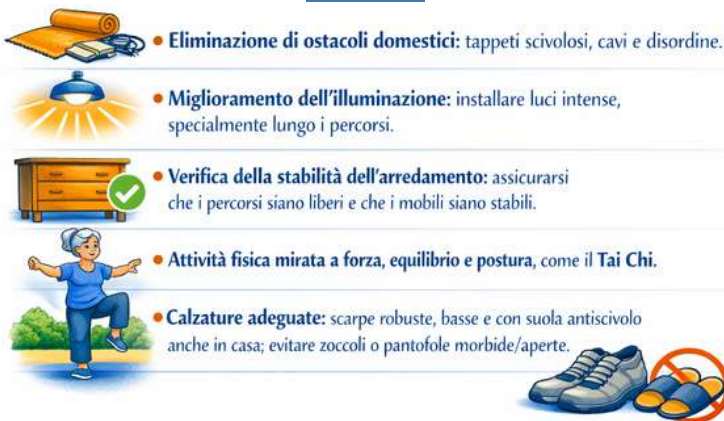 • Eliminazione di ostacoli domestici: tappeti scivolosi, cavi e disordine.
• Miglioramento dell'illuminazione: installare luci intense,
specialmente lungo i percorsi.
• Verifica della stabilità dell'arredamento: assicurarsi
che i percorsi siano liberi e che i mobili siano stabili.
• Attività fisica mirata a forza, equilibrio e postura, come il Tai Chi.
• Calzature adeguate: scarpe robuste, basse e con suola antiscivolo
anche in casa; evitare zoccoli o pantofole morbide/aperte.